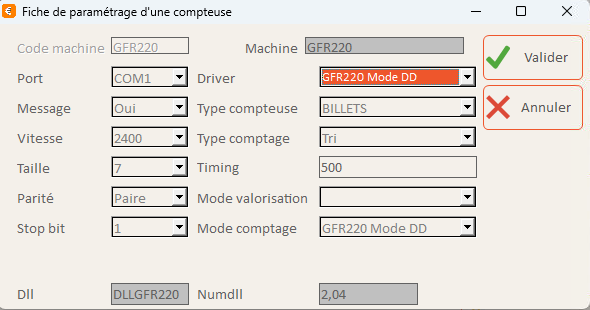 Fiche de paramétrage d'une compteuse
Code machine GFR220 Machine GFR220
Valider
Port COM1 Driver GFR220 Mode DD
Message Oui Type compteuse BILLETS
Annuler
Vitesse 2400 Type comptage Tri
Taille 7 Timing 500
Parité Paire Mode valorisation
Stop bit 1 Mode comptage GFR220 Mode DD
Dll DLLGFR220 Numdll 2,04